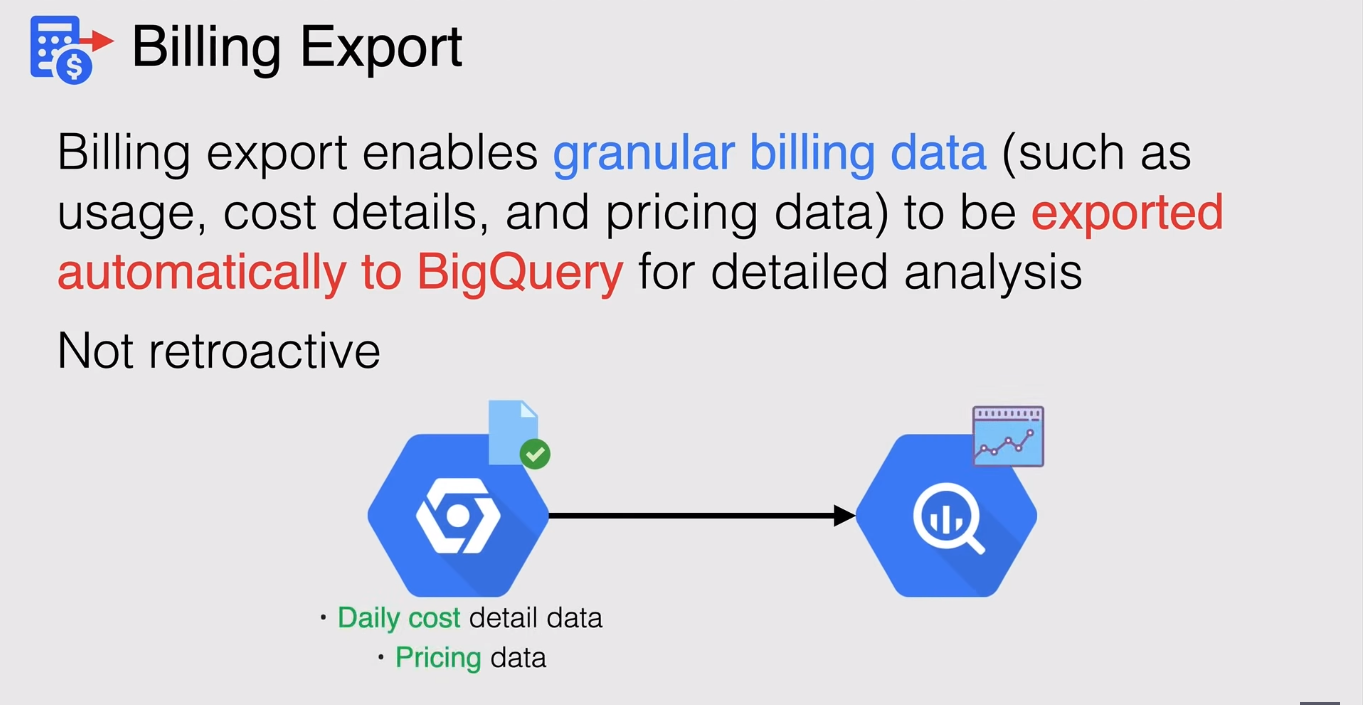 Billing Export
Billing export enables granular billing data (such as
usage, cost details, and pricing data) to be exported
automatically to BigQuery for detailed analysis
Not retroactive
• Daily cost detail data
• Pricing data